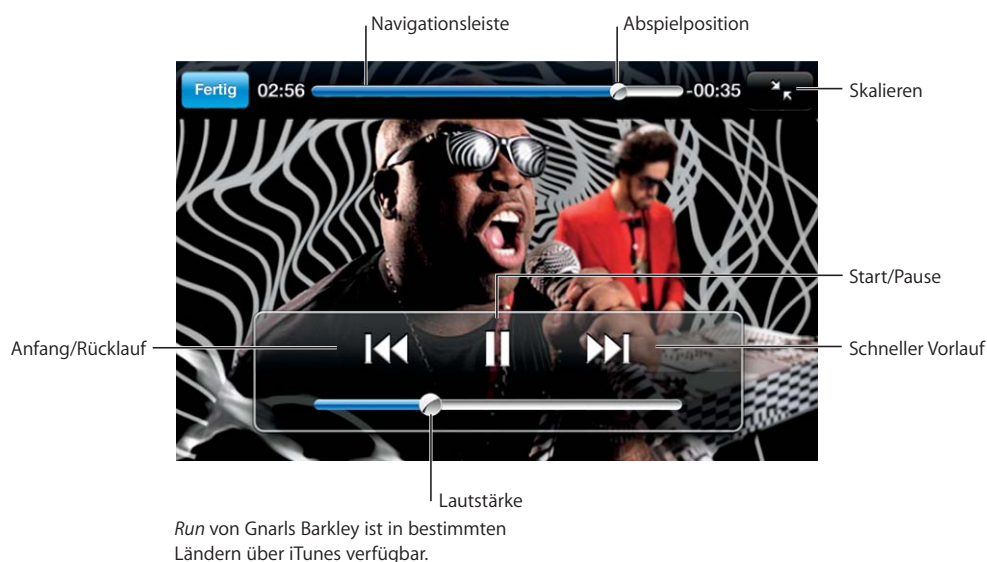 Navigationsleiste
Abspielposition
Fertig
02:56
-00:35
Skalieren
Start/Pause
Anfang/Rücklauf
Schneller Vorlauf
Lautstärke
Run von Gnarls Barkley ist in bestimmten
Ländern über iTunes verfügbar.